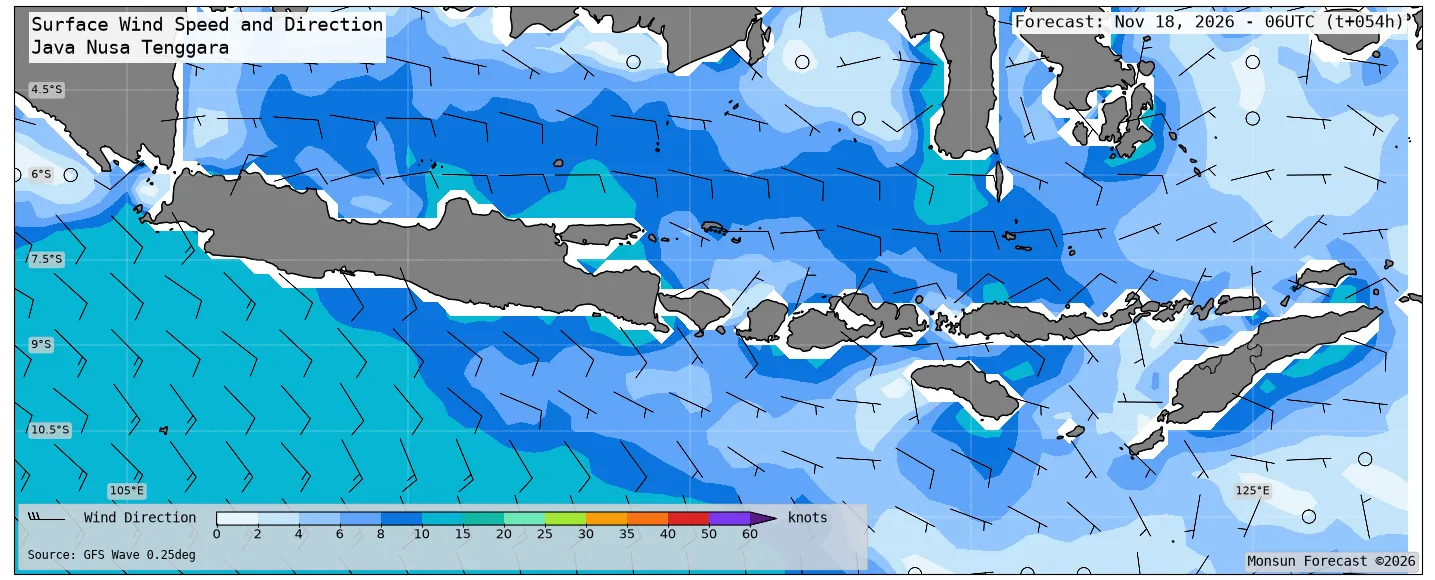 Surface Wind Speed and Direction
Java Nusa Tenggara
Forecast: Nov 18, 2026 - 06UTC (t+054h)
4.5°S
6°S
7.5°S
9°S
10.5°S
105°E
125°E
Wind Direction
0 2 4 6 8 10 15 20 25 30 35 40 50 60
knots
Source: GFS Wave 0.25deg
Monsun Forecast ©2026